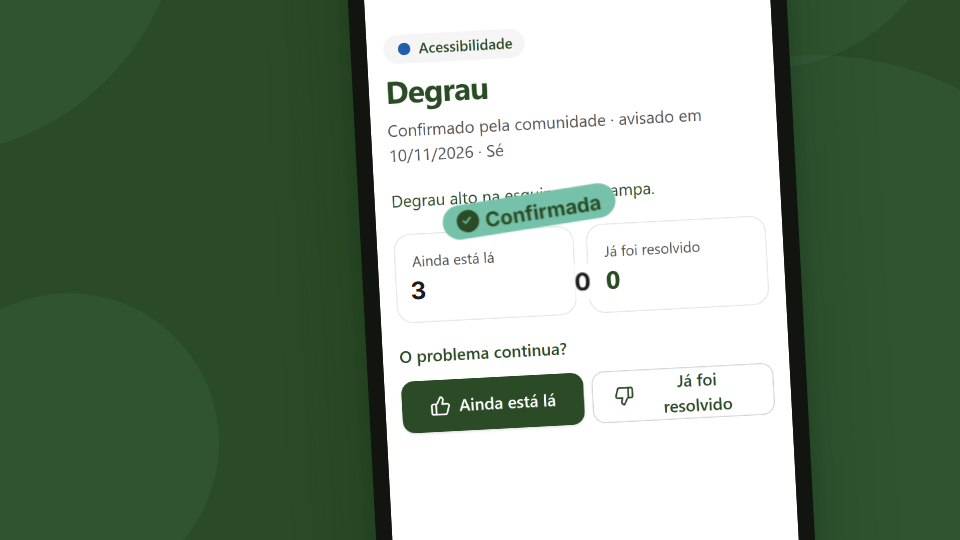 Acessibilidade
Degrau
Confirmado pela comunidade · avisado em
10/11/2026 · Sé
Degrau alto na
Confirmada
Ainda está lá
3
0
Já foi resolvido
0
O problema continua?
Ainda está lá
Já foi
resolvido